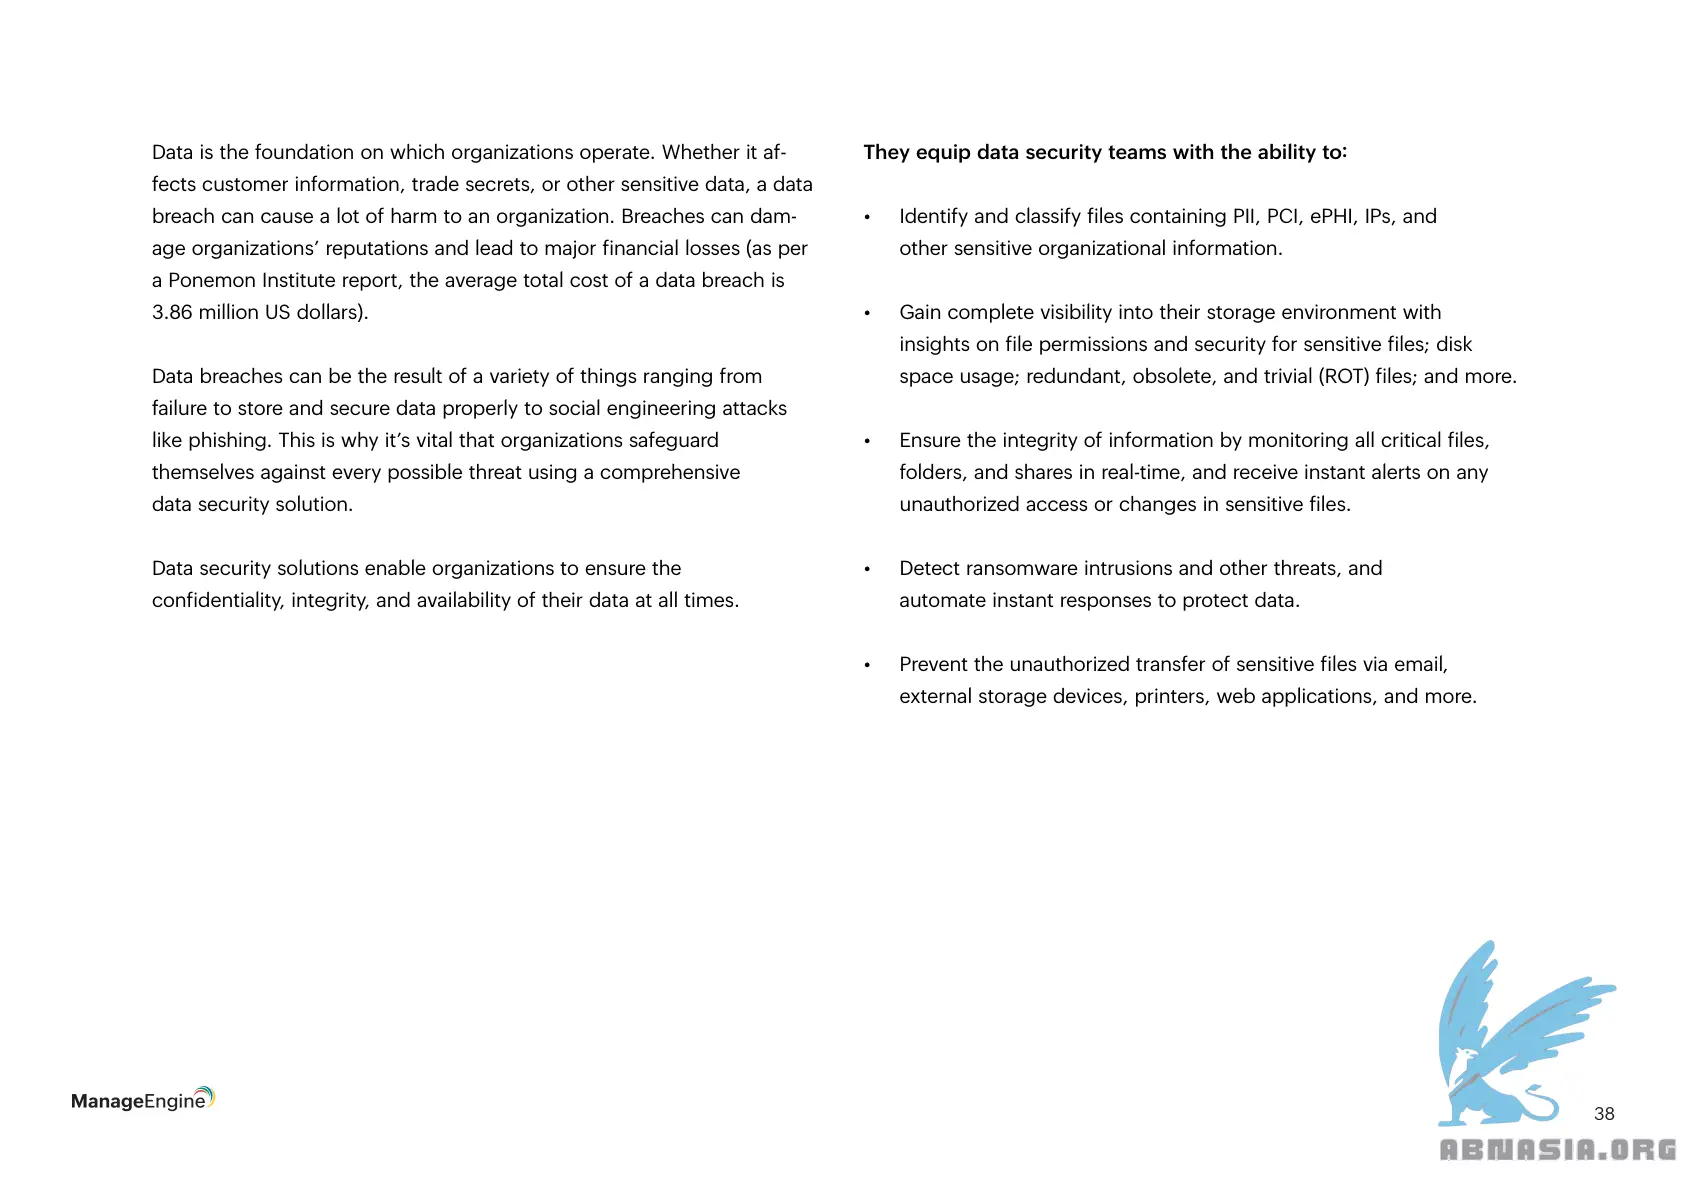 Data is the foundation on which organizations operate. Whether it af-
fects customer information, trade secrets, or other sensitive data, a data
breach can cause a lot of harm to an organization. Breaches can dam-
age organizations’ reputations and lead to major financial losses (as per
a Ponemon Institute report, the average total cost of a data breach is
3.86 million US dollars).
Data breaches can be the result of a variety of things ranging from
failure to store and secure data properly to social engineering attacks
like phishing. This is why it’s vital that organizations safeguard
themselves against every possible threat using a comprehensive
data security solution.
Data security solutions enable organizations to ensure the
confidentiality, integrity, and availability of their data at all times.
They equip data security teams with the ability to:
• Identify and classify files containing PII, PCI, ePHI, IPs, and
other sensitive organizational information.
• Gain complete visibility into their storage environment with
insights on file permissions and security for sensitive files; disk
space usage; redundant, obsolete, and trivial (ROT) files; and more.
• Ensure the integrity of information by monitoring all critical files,
folders, and shares in real-time, and receive instant alerts on any
unauthorized access or changes in sensitive files.
• Detect ransomware intrusions and other threats, and
automate instant responses to protect data.
• Prevent the unauthorized transfer of sensitive files via email,
external storage devices, printers, web applications, and more.
ManageEngine
38
ABNASIA.ORG